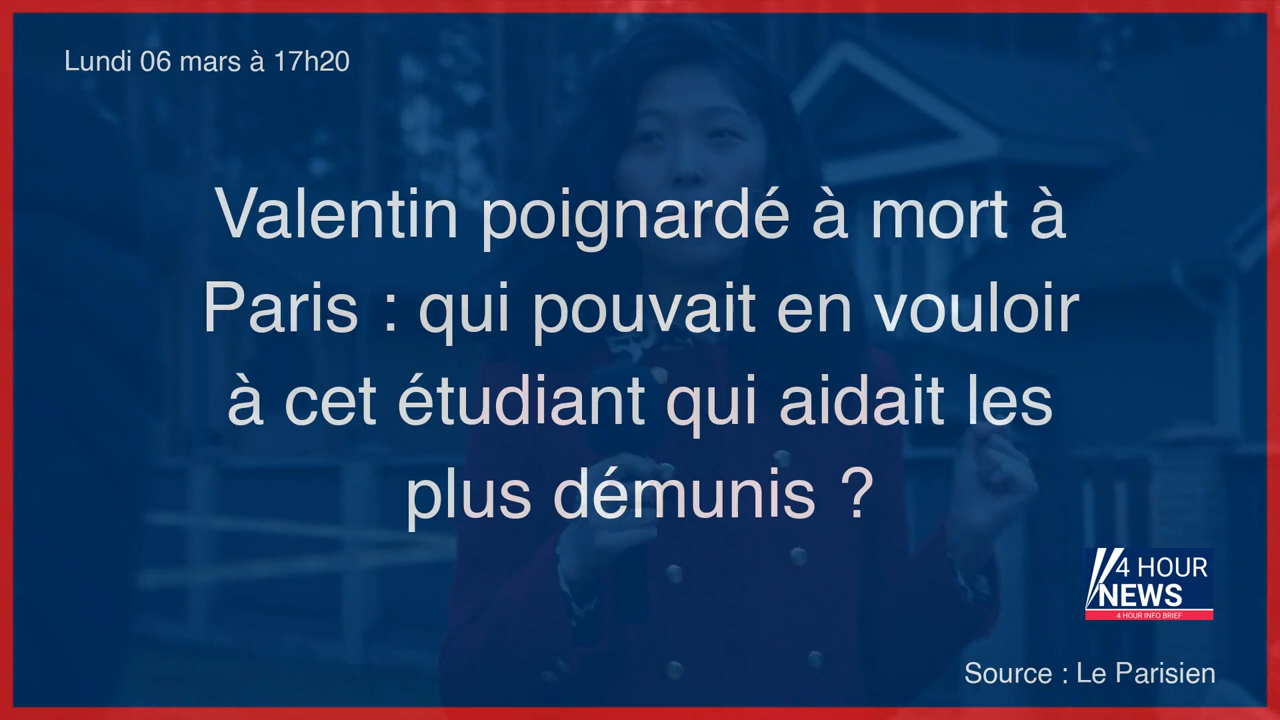 Lundi 06 mars à 17h20
Valentin poignardé à mort à
Paris : qui pouvait en vouloir
à cet étudiant qui aidait les
plus démunis ?
4 HOUR
NEWS
4 HOUR INFO BRIEF
Source : Le Parisien